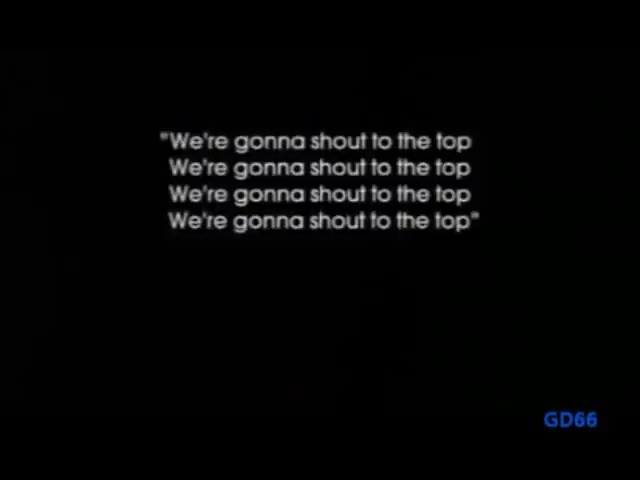 "We're gonna shout to the top
We're gonna shout to the top
We're gonna shout to the top
We're gonna shout to the top"
GD66